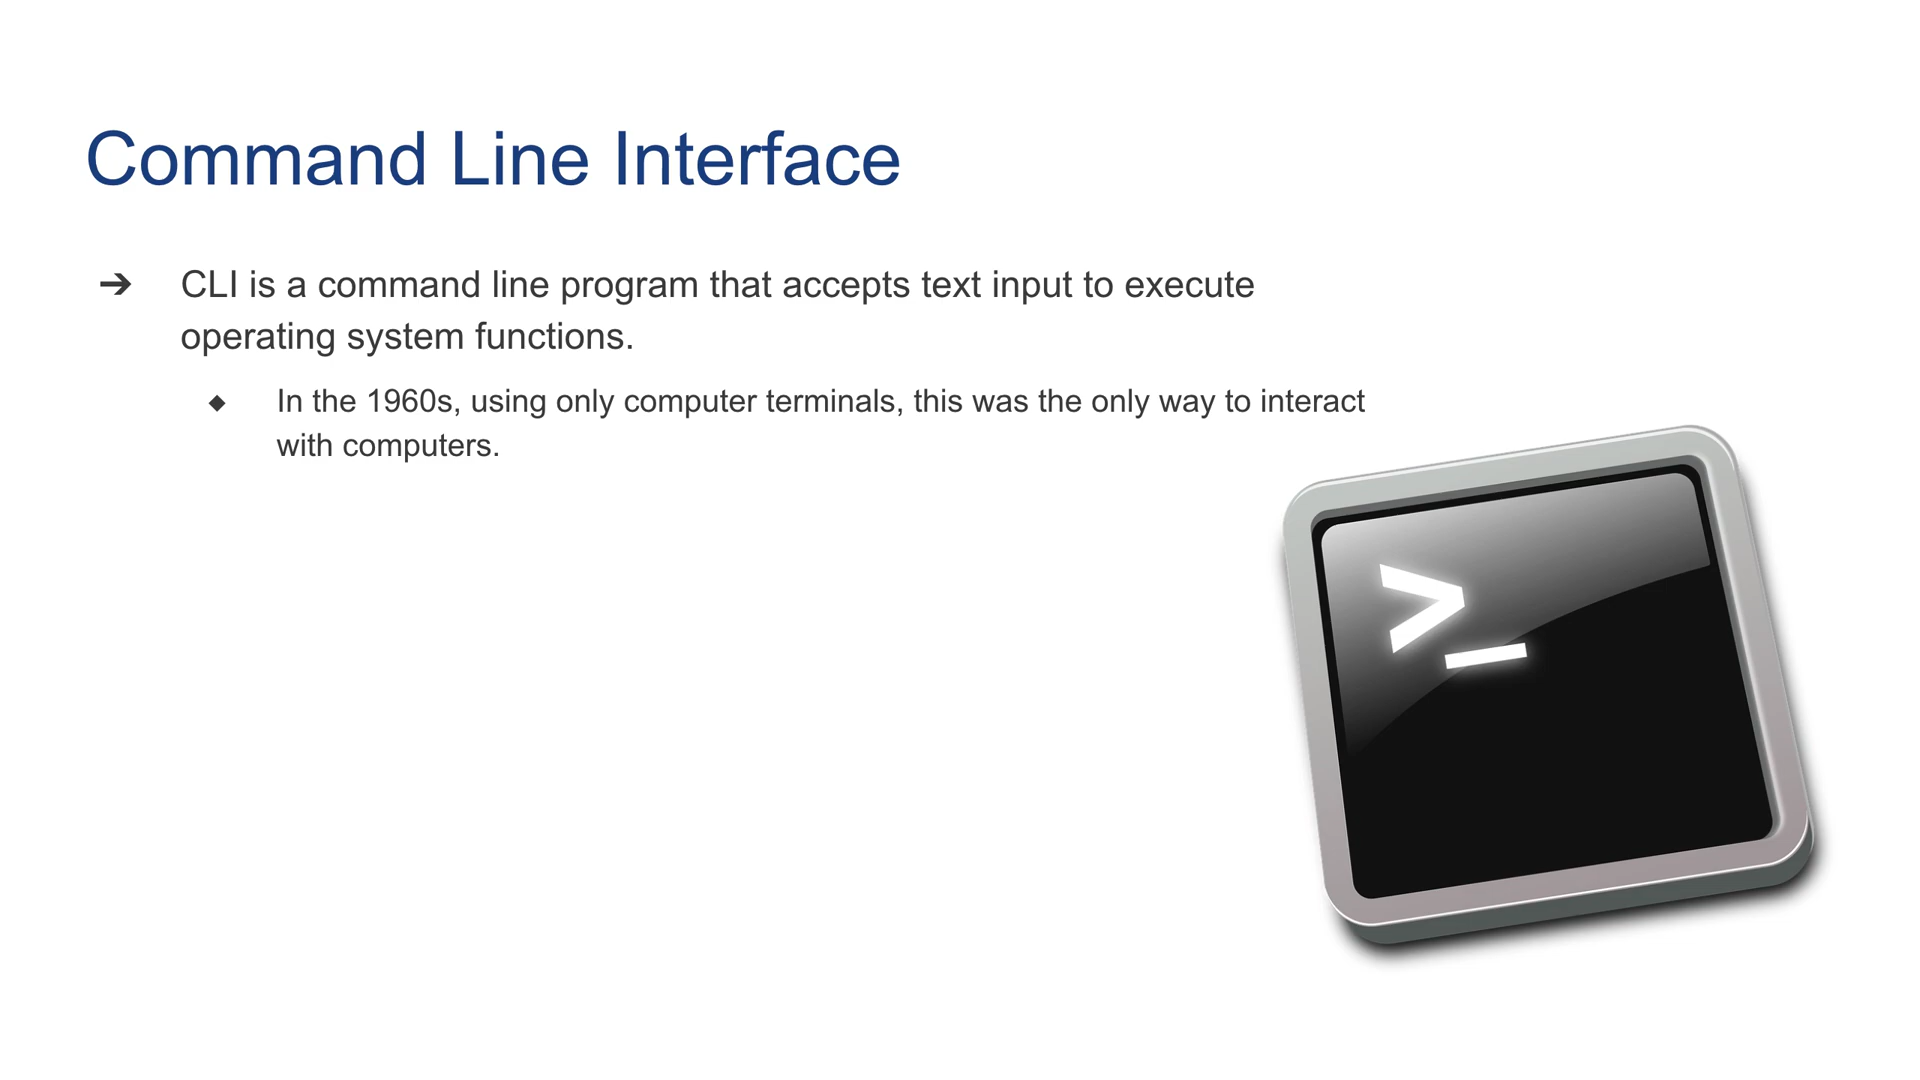 Command Line Interface
➔ CLI is a command line program that accepts text input to execute
operating system functions.
◆ In the 1960s, using only computer terminals, this was the only way to interact
with computers.
>_